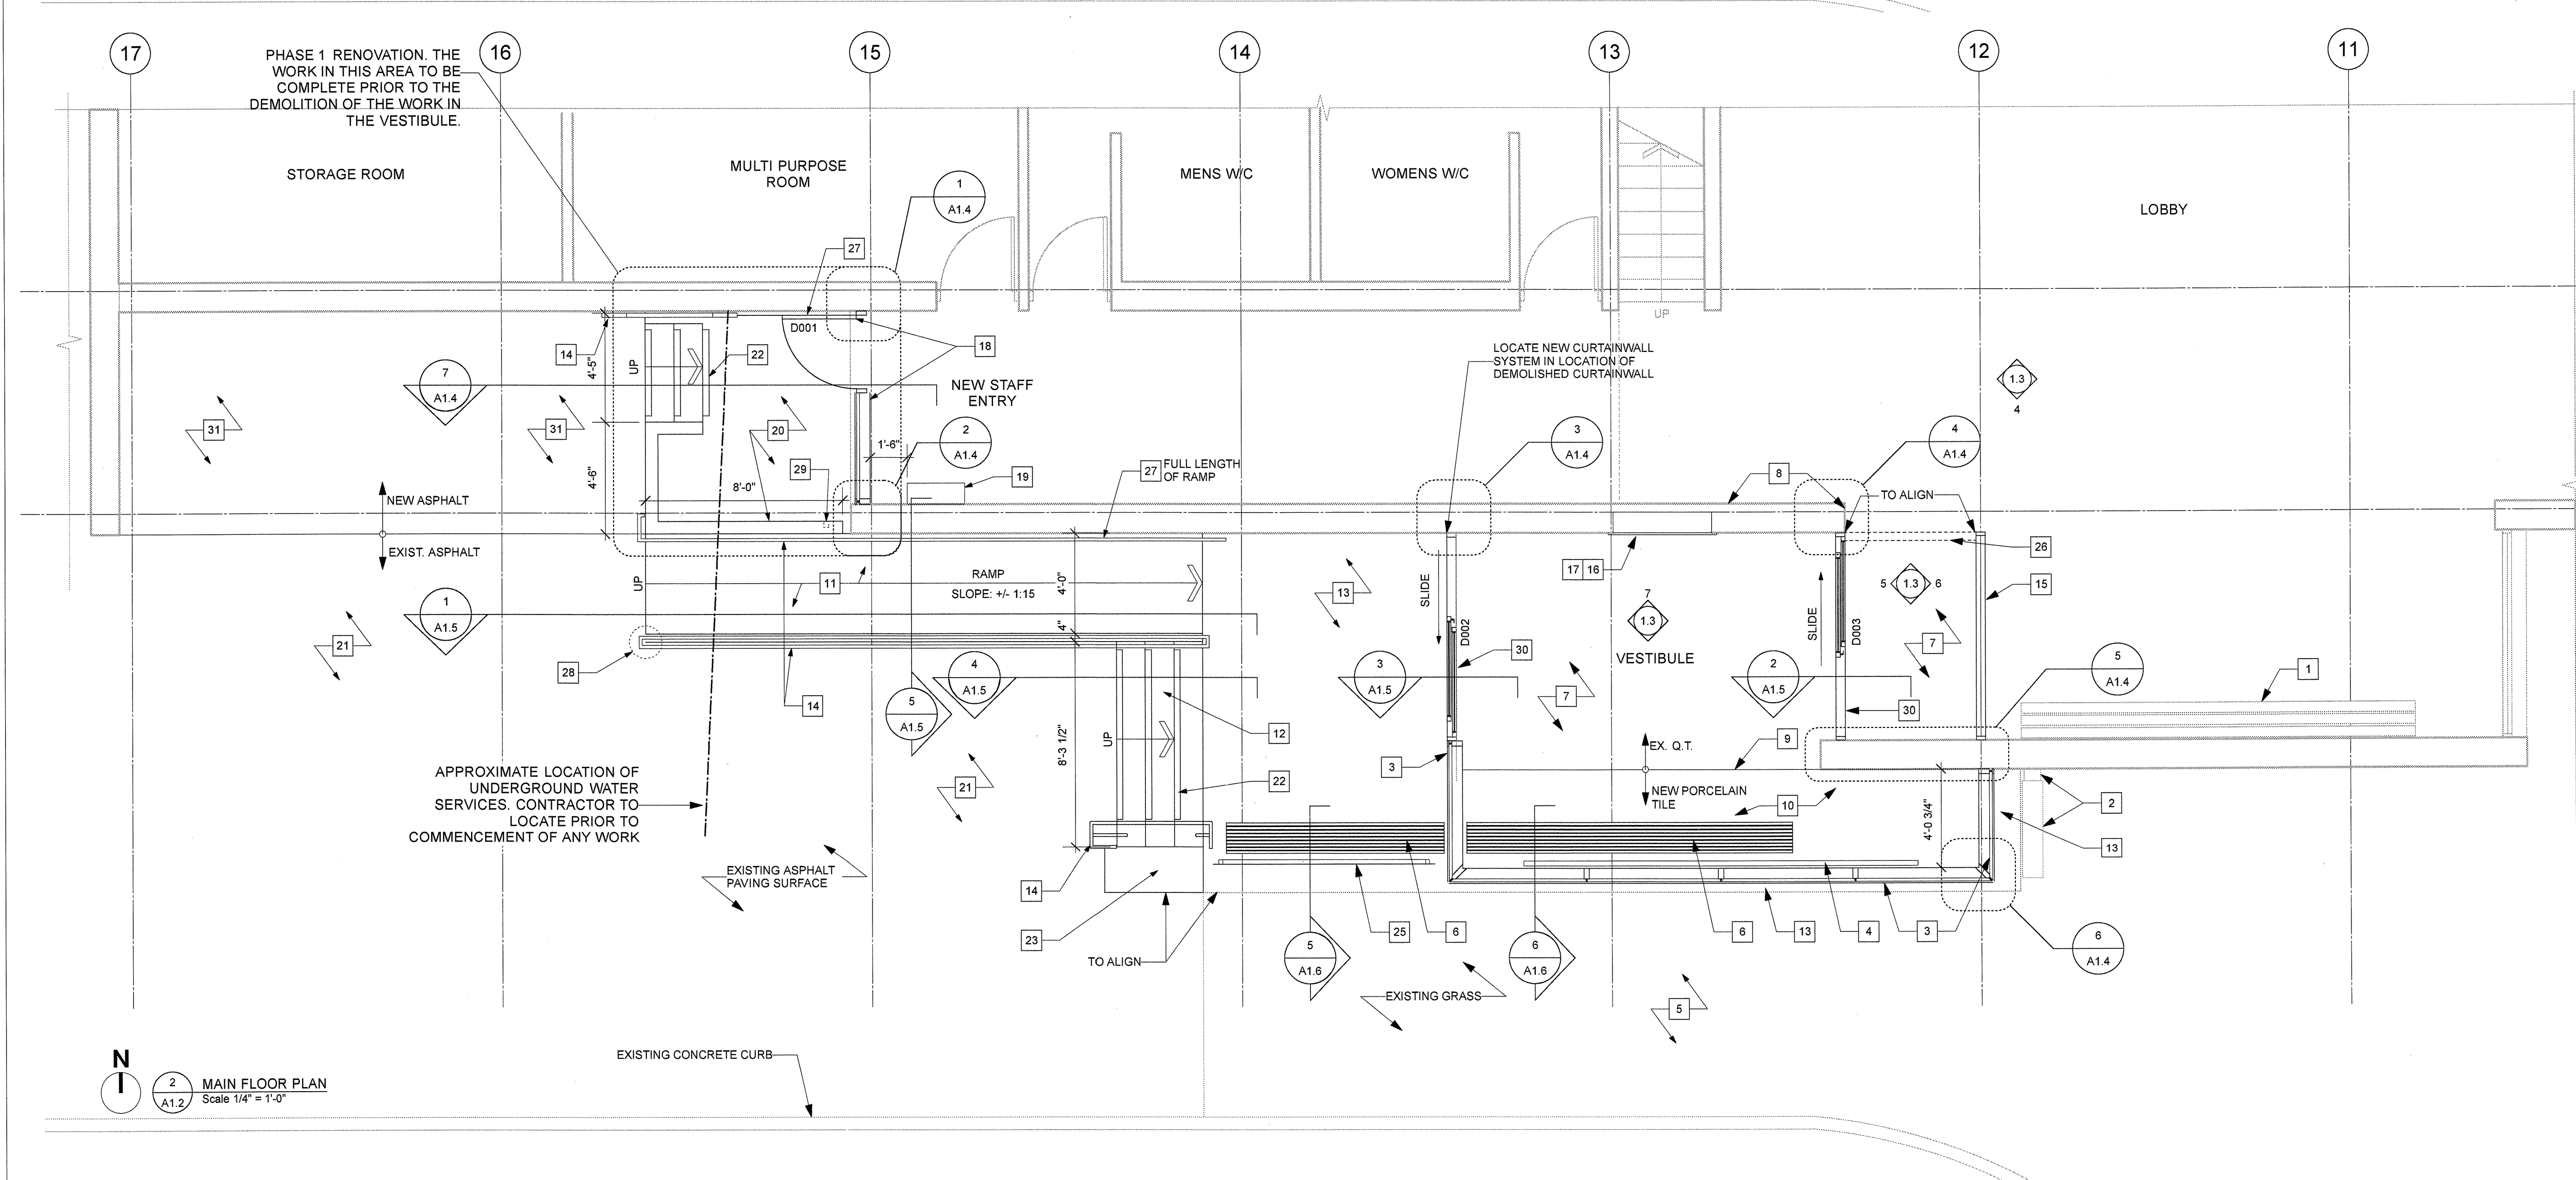 17
16
15
14
13
12
11
PHASE 1 RENOVATION. THE
WORK IN THIS AREA TO BE
COMPLETE PRIOR TO THE
DEMOLITION OF THE WORK IN
THE VESTIBULE.
STORAGE ROOM
MULTI PURPOSE
ROOM
MENS W/C
WOMENS W/C
LOBBY
1
A1.4
27
UP
D001
14
4'-5"
UP
22
18
7
A1.4
NEW STAFF
ENTRY
LOCATE NEW CURTAINWALL
SYSTEM IN LOCATION OF
DEMOLISHED CURTAINWALL
1.3
4
31
31
20
2
A1.4
1'-6"
3
A1.4
4
A1.4
4'-6"
29
8'-0"
19
27
FULL LENGTH
OF RAMP
8
TO ALIGN
NEW ASPHALT
EXIST. ASPHALT
26
UP
11
RAMP
SLOPE: +/- 1:15
4'-0"
13
SLIDE
17
16
SLIDE
5
1.3
6
15
1
A1.5
4"
7
1.3
D002
D003
21
28
30
VESTIBULE
7
14
5
A1.5
4
A1.5
3
A1.5
7
2
A1.5
30
5
A1.4
1
8'-3 1/2"
UP
12
22
3
EX. Q.T.
9
NEW PORCELAIN
TILE
10
2
APPROXIMATE LOCATION OF
UNDERGROUND WATER
SERVICES. CONTRACTOR TO
LOCATE PRIOR TO
COMMENCEMENT OF ANY WORK
21
4'-0 3/4"
13
EXISTING ASPHALT
PAVING SURFACE
14
23
TO ALIGN
5
A1.6
25
6
6
A1.6
6
13
4
3
6
A1.4
EXISTING GRASS
5
EXISTING CONCRETE CURB
N
2
A1.2
MAIN FLOOR PLAN
Scale 1/4" = 1'-0"